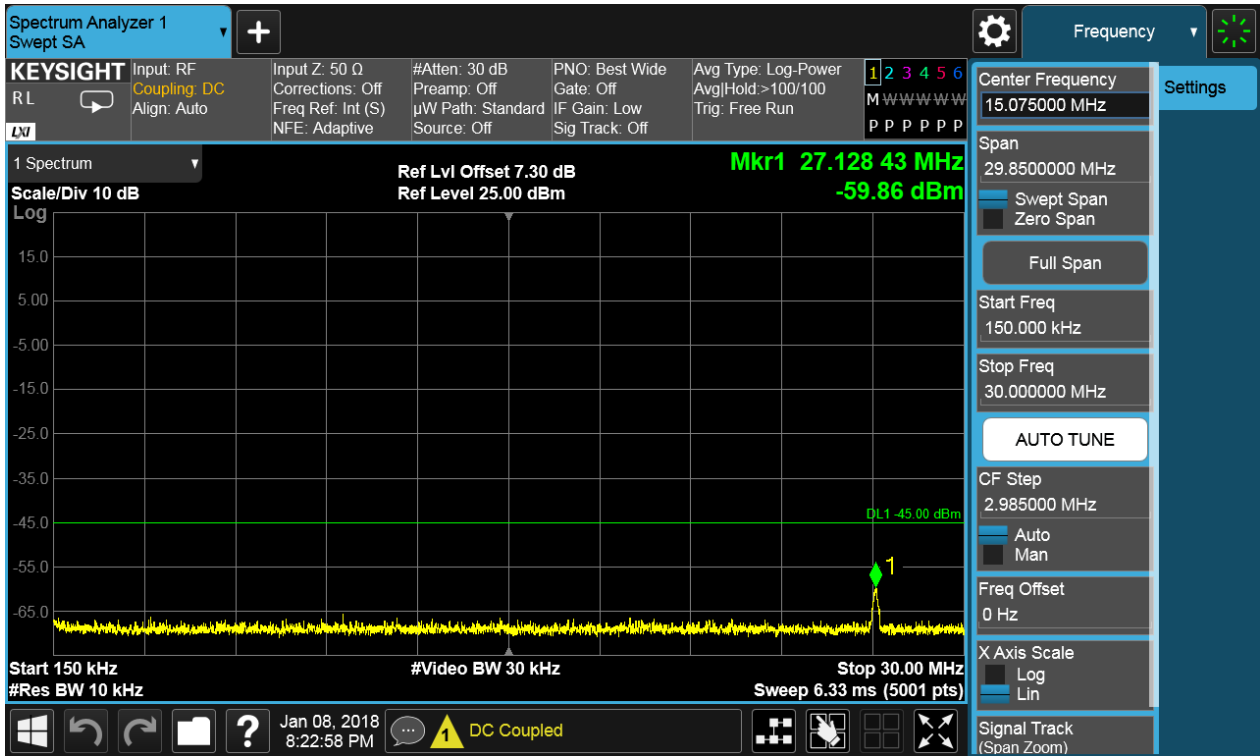 Spectrum Analyzer 1
Swept SA
+
Frequency
KEYSIGHT
RL
LXI
Input: RF
Coupling: DC
Align: Auto
Input Z: 50 Ω
Corrections: Off
Freq Ref: Int (S)
NFE: Adaptive
#Atten: 30 dB
Preamp: Off
µW Path: Standard
Source: Off
PNO: Best Wide
Gate: Off
IF Gain: Low
Sig Track: Off
Avg Type: Log-Power
Avg|Hold:>100/100
Trig: Free Run
1 2 3 4 5 6
M W W W W W
P P P P P P
1 Spectrum
Scale/Div 10 dB
Log
Ref Lvl Offset 7.30 dB
Ref Level 25.00 dBm
Mkr1 27.128 43 MHz
-59.86 dBm
15.0
5.00
-5.00
-15.0
-25.0
-35.0
-45.0
-55.0
-65.0
DL1 -45.00 dBm
1
Start 150 kHz
#Res BW 10 kHz
#Video BW 30 kHz
Stop 30.00 MHz
Sweep 6.33 ms (5001 pts)
Center Frequency
15.075000 MHz
Span
29.8500000 MHz
Swept Span
Zero Span
Full Span
Start Freq
150.000 kHz
Stop Freq
30.000000 MHz
AUTO TUNE
CF Step
2.985000 MHz
Auto
Man
Freq Offset
0 Hz
X Axis Scale
Log
Lin
Signal Track
(Span Zoom)
Settings
?
Jan 08, 2018
8:22:58 PM
1
DC Coupled